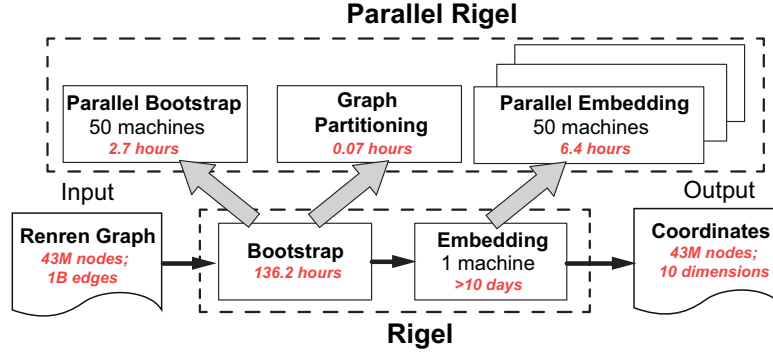 Parallel Rigel
Parallel Bootstrap
50 machines
2.7 hours
Graph
Partitioning
0.07 hours
Parallel Embedding
50 machines
6.4 hours
Input
Output
Renren Graph
43M nodes;
1B edges
Bootstrap
136.2 hours
Embedding
1 machine
>10 days
Coordinates
43M nodes;
10 dimensions
Rigel